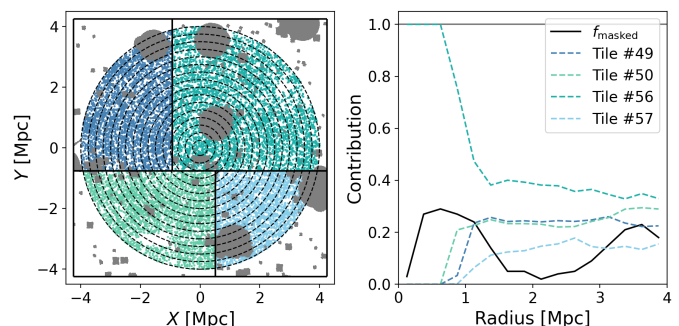 4
2
0
−2
−4
Y [Mpc]
−4 −2 0 2 4
X [Mpc]
1.0
0.8
0.6
0.4
0.2
0.0
Contribution
f_masked
Tile #49
Tile #50
Tile #56
Tile #57
0 1 2 3 4
Radius [Mpc]